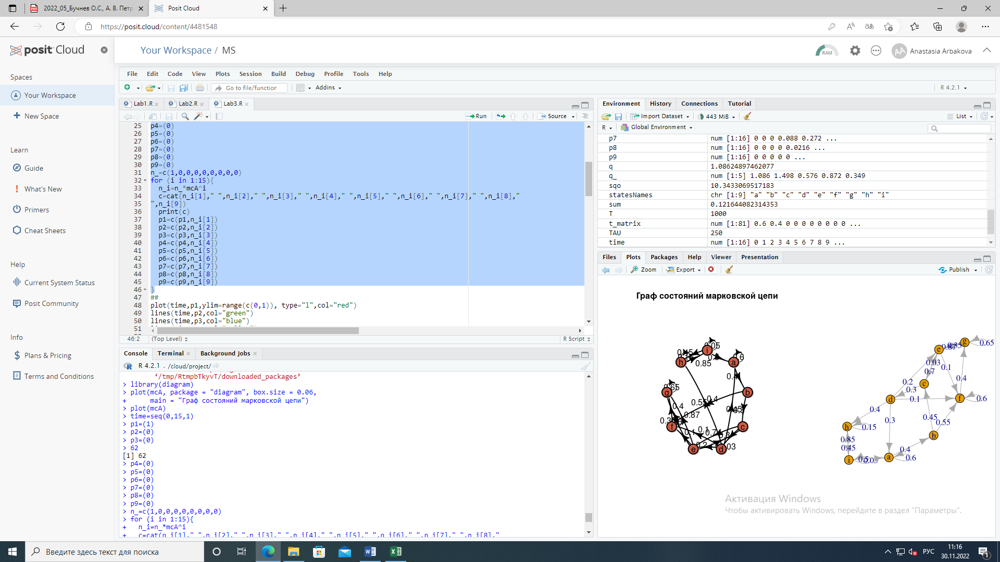 2022_05_Бучнев О.С., А. В. Петр
Posit Cloud
https://posit.cloud/content/4481548
posit Cloud
Your Workspace / MS
RAM
AA
Anastasia Arbakova
Spaces
Your Workspace
New Space
Learn
Guide
What's New
Primers
Cheat Sheets
Help
Current System Status
Posit Community
Info
Plans & Pricing
Terms and Conditions
File Edit Code View Plots Session Build Debug Profile Tools Help
Go to file/function
Addins
R 4.2.1
Lab1.R
Lab2.R
Lab3.R
Run
Source
25 p4=(0)
26 p5=(0)
27 p6=(0)
28 p7=(0)
29 p8=(0)
30 p9=(0)
31 n_=c(1,0,0,0,0,0,0,0,0)
32 for (i in 1:15){
33 n_i=n_*mcA^i
34 c=cat(n_i[1]," ",n_i[2]," ",n_i[3]," ",n_i[4]," ",n_i[5]," ",n_i[6]," ",n_i[7]," ",n_i[8],"
35 ",n_i[9])
36 print(c)
37 p1=c(p1,n_i[1])
38 p2=c(p2,n_i[2])
39 p3=c(p3,n_i[3])
40 p4=c(p4,n_i[4])
41 p5=c(p5,n_i[5])
42 p6=c(p6,n_i[6])
43 p7=c(p7,n_i[7])
44 p8=c(p8,n_i[8])
45 p9=c(p9,n_i[9])
46 }
47 ##
48 plot(time,p1,ylim=range(c(0,1)), type="l",col="red")
49 lines(time,p2,col="green")
50 lines(time,p3,col="blue")
51
46:2 (Top Level) R Script
Console Terminal Background Jobs
R 4.2.1 . /cloud/project/
‘/tmp/RtmpbTkyvT/downloaded_packages’
> library(diagram)
> plot(mcA, package = "diagram", box.size = 0.06,
+ main = "Граф состояний марковской цепи")
> plot(mcA)
> time=seq(0,15,1)
> p1=(1)
> p2=(0)
> p3=(0)
> 62
[1] 62
> p4=(0)
> p5=(0)
> p6=(0)
> p7=(0)
> p8=(0)
> p9=(0)
> n_=c(1,0,0,0,0,0,0,0,0)
> for (i in 1:15){
+ n_i=n_*mcA^i
+ c=cat(n_i[1]," ",n_i[2]," ",n_i[3]," ",n_i[4]," ",n_i[5]," ",n_i[6]," ",n_i[7]," ",n_i[8],"
Environment History Connections Tutorial
Import Dataset
443 MiB
List
R
Global Environment
p7 num [1:16] 0 0 0 0.088 0.272 ...
p8 num [1:16] 0 0 0 0 0.0216 ...
p9 num [1:16] 0 0 0 0 0 ...
q 1.08624897462077
q_ num [1:5] 1.086 1.498 0.576 0.872 0.349
sqo 10.3433069517183
statesNames chr [1:9] "a" "b" "c" "d" "e" "f" "g" "h" "i"
sum 0.121644082314353
T 1000
t_matrix num [1:81] 0.6 0.4 0 0 0 0 0 0 0 0 ...
TAU 250
time num [1:16] 0 1 2 3 4 5 6 7 8 9 ...
Files Plots Packages Help Viewer Presentation
Zoom
Export
Publish
Граф состояний марковской цепи
i
h
a
0.85
g
b
0.4
0.87
f
c
e
d
g
0.65
e
0.03
0.1
0.7
c
0.2
0.4
0.3
d
0.1
f
0.6
0.4
0.3
0.45
0.55
h
0.15
b
0.85
0.45
0.4
i
a
0.6
Активация Windows
Чтобы активировать Windows, перейдите в раздел "Параметры".
Введите здесь текст для поиска
РУС
11:16
30.11.2022
1